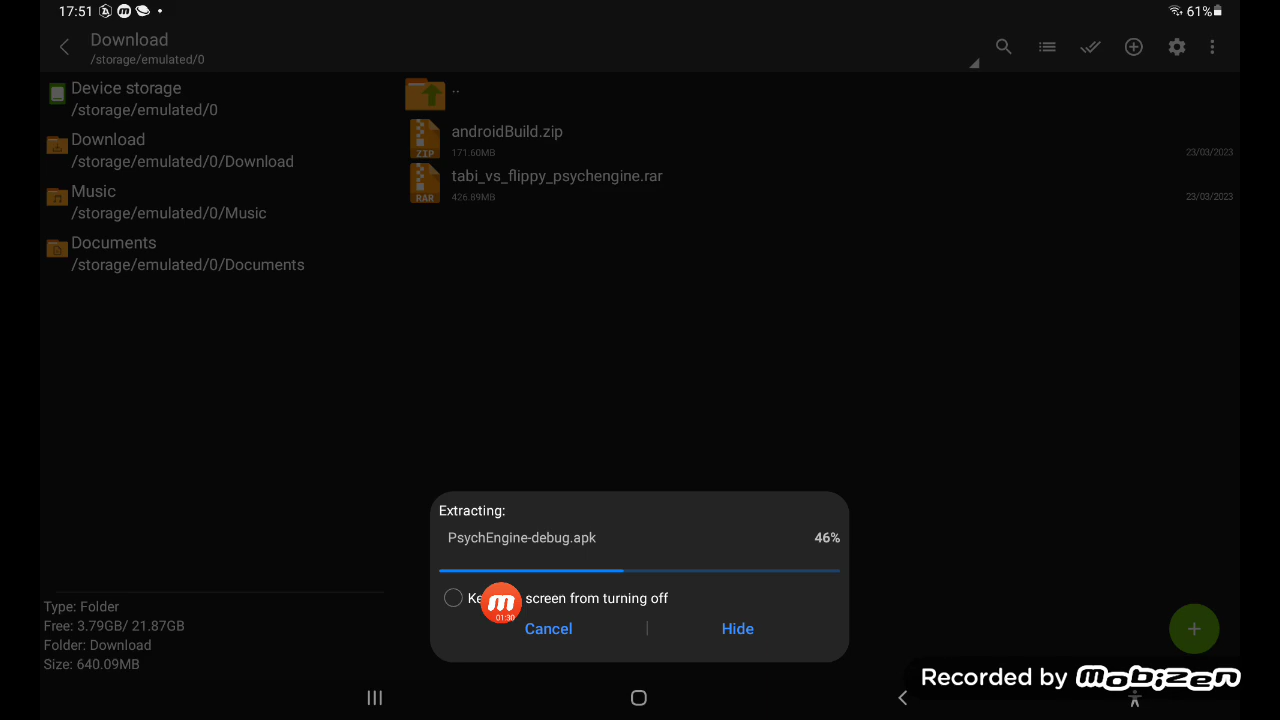 17:51
61%
Download
/storage/emulated/0
Device storage
/storage/emulated/0
Download
/storage/emulated/0/Download
Music
/storage/emulated/0/Music
Documents
/storage/emulated/0/Documents
..
androidBuild.zip
ZIP
171.60MB
23/03/2023
tabi_vs_flippy_psychengine.rar
RAR
426.89MB
23/03/2023
Extracting:
PsychEngine-debug.apk 46%
Ke screen from turning off
01:30
Cancel | Hide
Type: Folder
Free: 3.79GB/ 21.87GB
Folder: Download
Size: 640.09MB
Recorded by mobizen